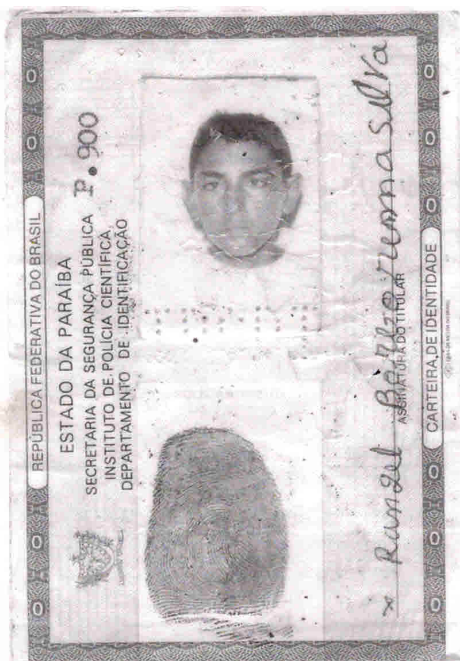 REPÚBLICA FEDERATIVA DO BRASIL
ESTADO DA PARAÍBA
SECRETARIA DA SEGURANÇA PÚBLICA
INSTITUTO DE POLÍCIA CIENTÍFICA
DEPARTAMENTO DE IDENTIFICAÇÃO
P.900
ASSINATURA DO TITULAR
CARTEIRA DE IDENTIDADE